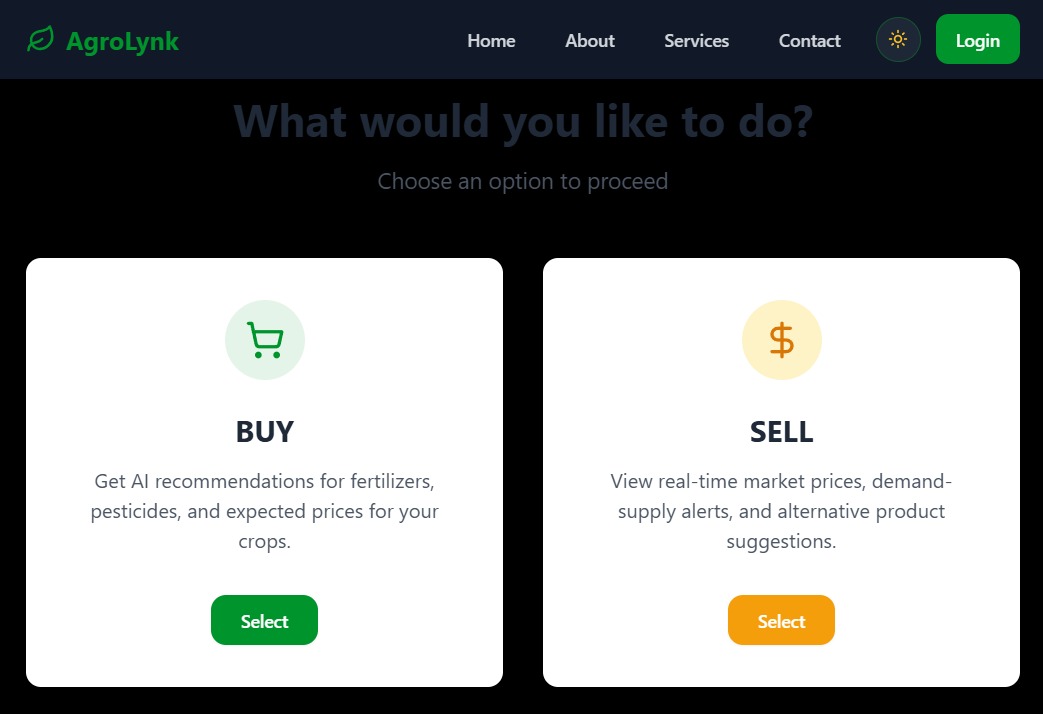 AgroLynk
Home
About
Services
Contact
Login
What would you like to do?
Choose an option to proceed
BUY
Get AI recommendations for fertilizers,
pesticides, and expected prices for your
crops.
Select
SELL
View real-time market prices, demand-
supply alerts, and alternative product
suggestions.
Select